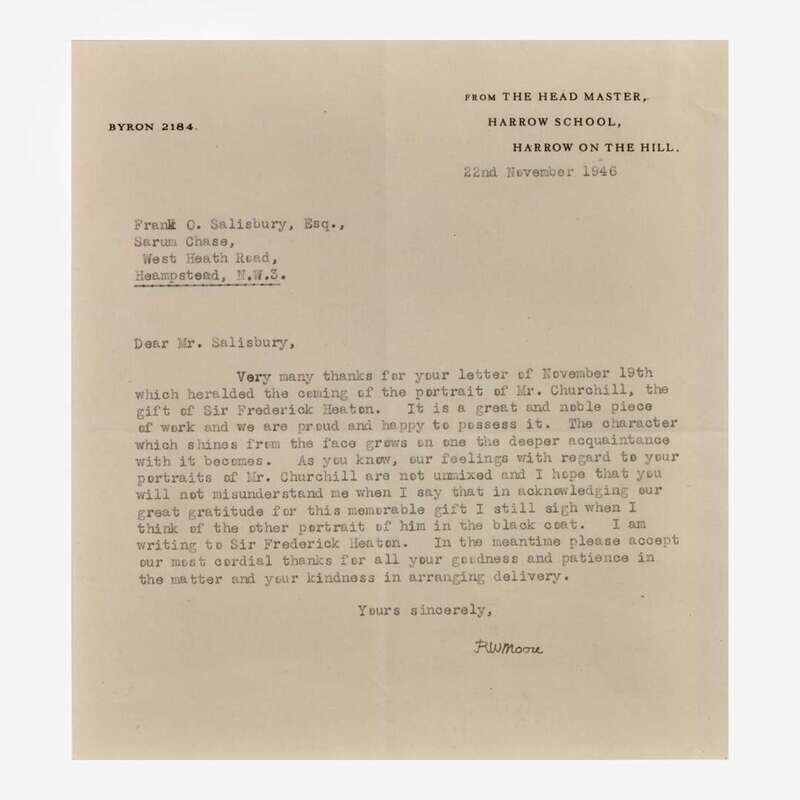 BYRON 2184.
FROM THE HEAD MASTER,
HARROW SCHOOL,
HARROW ON THE HILL.
22nd November 1946
Frank O. Salisbury, Esq.,
Sarum Chase,
West Heath Road,
Heampstead, N.W.3.
Dear Mr. Salisbury,
Very many thanks for your letter of November 19th
which heralded the coming of the portrait of Mr. Churchill, the
gift of Sir Frederick Heaton. It is a great and noble piece
of work and we are proud and happy to possess it. The character
which shines from the face grows on one the deeper acquaintance
with it becomes. As you know, our feelings with regard to your
portraits of Mr. Churchill are not unmixed and I hope that you
will not misunderstand me when I say that in acknowledging our
great gratitude for this memorable gift I still sigh when I
think of the other portrait of him in the black coat. I am
writing to Sir Frederick Heaton. In the meantime please accept
our most cordial thanks for all your goodness and patience in
the matter and your kindness in arranging delivery.
Yours sincerely,
RWMoore